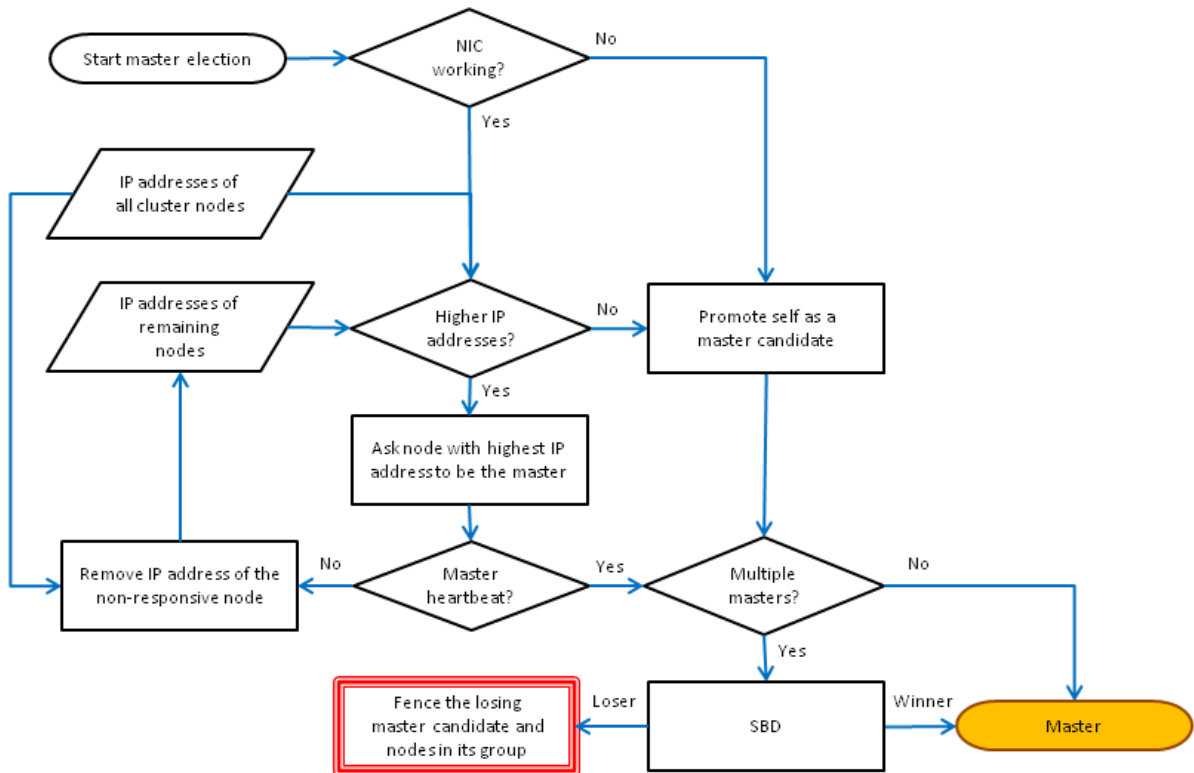 Start master election
NIC
working?
No
Yes
IP addresses of
all cluster nodes
IP addresses of
remaining
nodes
Higher IP
addresses?
No
Promote self as a
master candidate
Yes
Ask node with highest IP
address to be the master
Remove IP address of the
non-responsive node
No
Master
heartbeat?
Yes
Multiple
masters?
No
Yes
Fence the losing
master candidate and
nodes in its group
Loser
SBD
Winner
Master